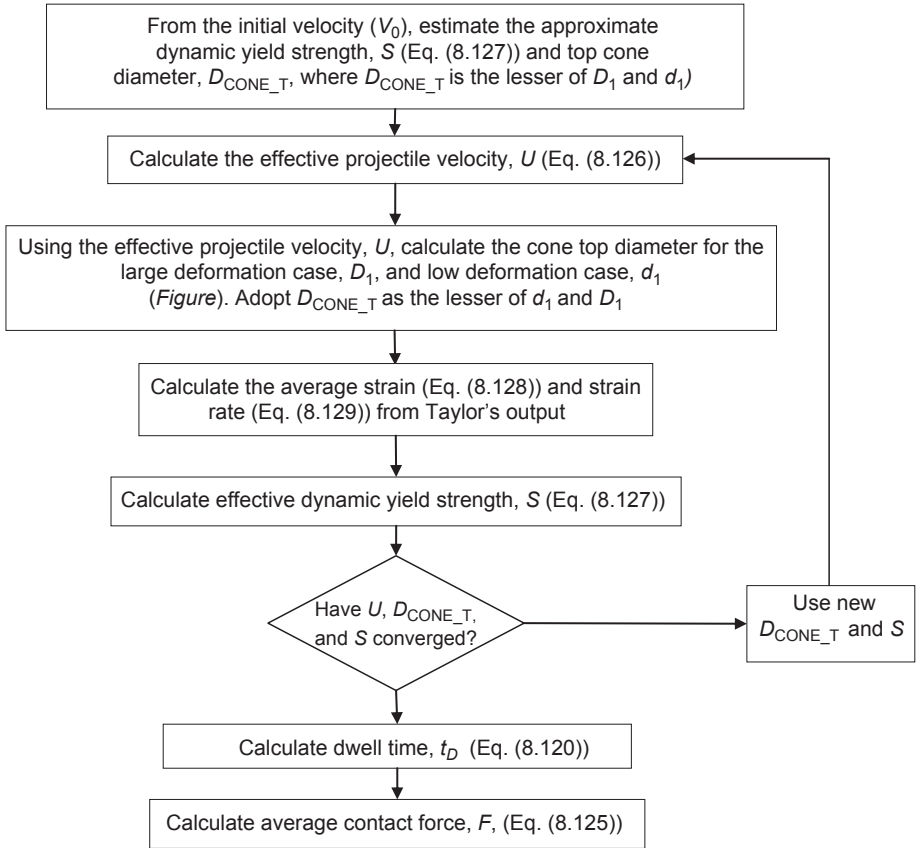 From the initial velocity (V0), estimate the approximate
dynamic yield strength, S (Eq. (8.127)) and top cone
diameter, DCONE_T, where DCONE_T is the lesser of D1 and d1)
Calculate the effective projectile velocity, U (Eq. (8.126))
Using the effective projectile velocity, U, calculate the cone top diameter for the
large deformation case, D1, and low deformation case, d1
(Figure). Adopt DCONE_T as the lesser of d1 and D1
Calculate the average strain (Eq. (8.128)) and strain
rate (Eq. (8.129)) from Taylor's output
Calculate effective dynamic yield strength, S (Eq. (8.127))
Have U, DCONE_T,
and S converged?
Use new
DCONE_T and S
Calculate dwell time, tD (Eq. (8.120))
Calculate average contact force, F, (Eq. (8.125))